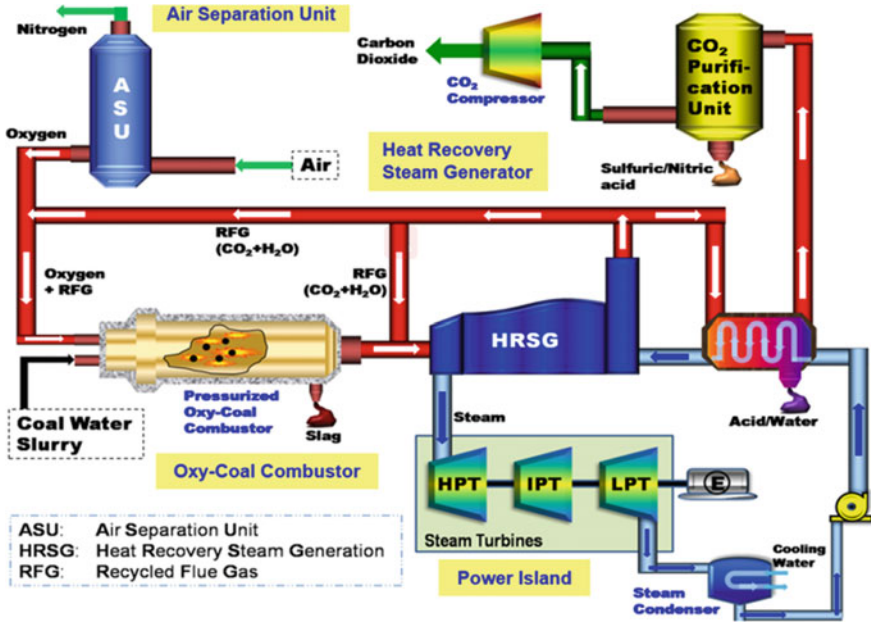 Air Separation Unit
Nitrogen
ASU
Oxygen
Air
Carbon
Dioxide
CO₂
Compressor
CO₂
Purifi-
cation
Unit
Heat Recovery
Steam Generator
Sulfuric/Nitric
acid
RFG
(CO₂+H₂O)
Oxygen
+ RFG
RFG
(CO₂+H₂O)
HRSG
Pressurized
Oxy-Coal
Combustor
Slag
Coal Water
Slurry
Oxy-Coal Combustor
Steam
Acid/Water
HPT
IPT
LPT
E
Steam Turbines
Power Island
Cooling
Water
Steam
Condenser
ASU: Air Separation Unit
HRSG: Heat Recovery Steam Generation
RFG: Recycled Flue Gas